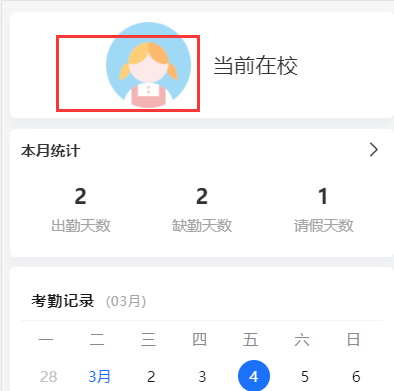 当前在校
本月统计
2 2 1
出勤天数 缺勤天数 请假天数
考勤记录 (03月)
一 二 三 四 五 六 日
28 3月 2 3 4 5 6